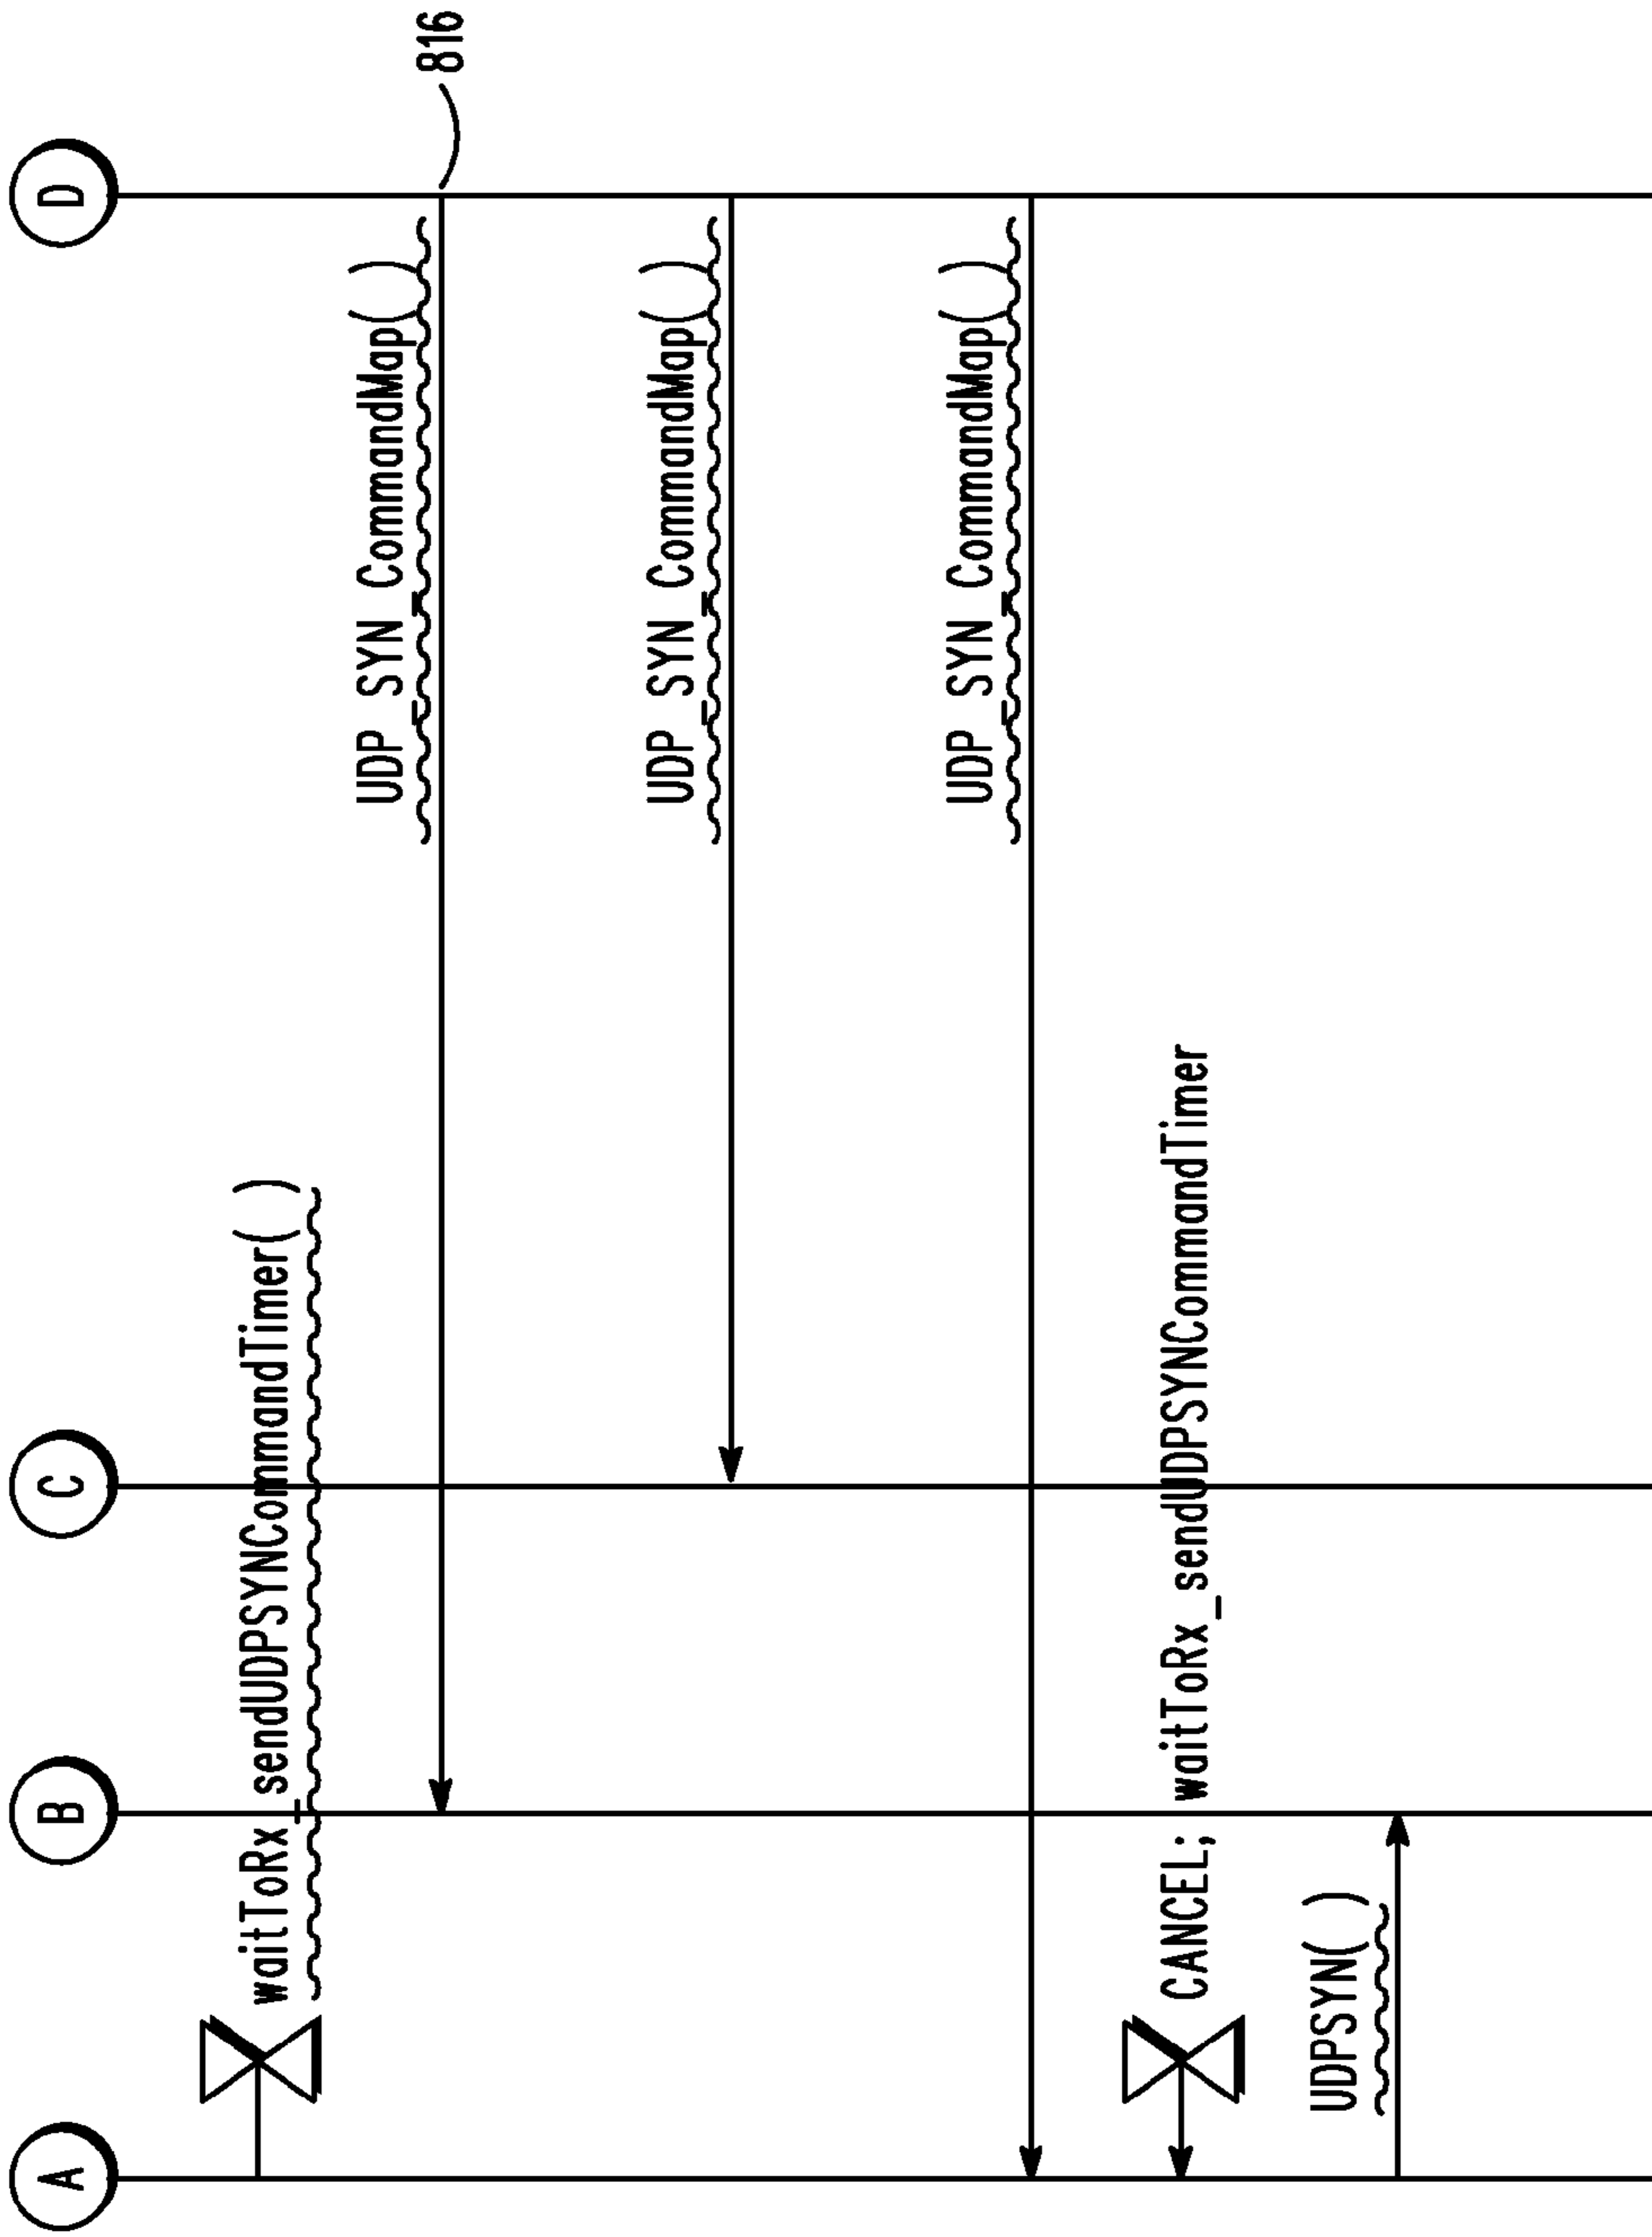 A
B
C
D
waitToRx_sendUDPSYNCommandTimer( )
UDP_SYN_CommandMap( )
816
UDP_SYN_CommandMap( )
UDP_SYN_CommandMap( )
CANCEL; waitToRx_sendUDPSYNCommandTimer
UDPSYN( )